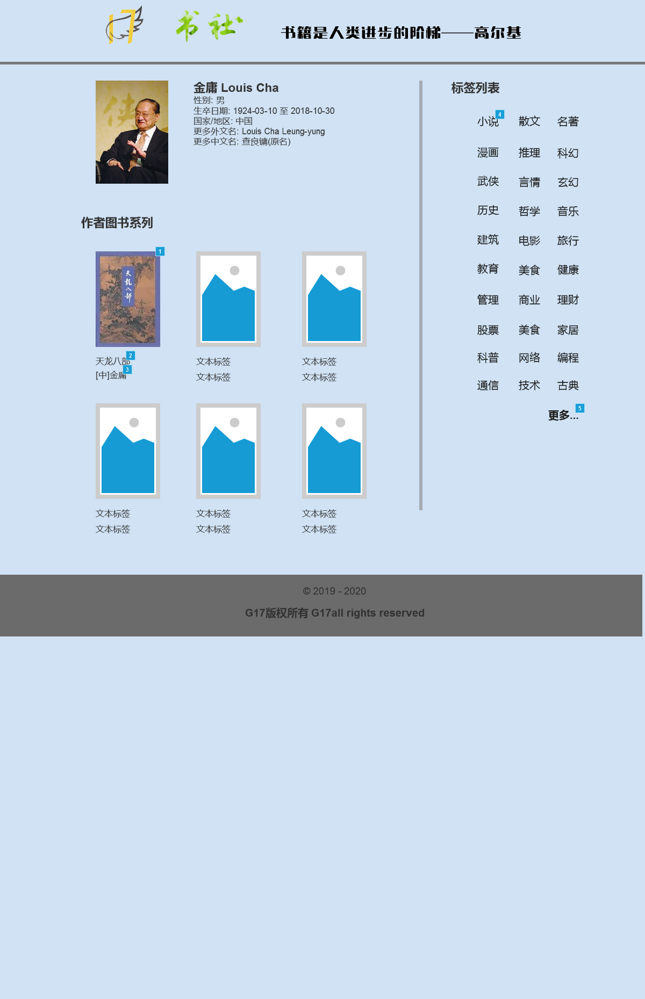 17 书社
书籍是人类进步的阶梯——高尔基
金庸 Louis Cha
性别: 男
生卒日期: 1924-03-10 至 2018-10-30
国家/地区: 中国
更多外文名: Louis Cha Leung-yung
更多中文名: 查良镛(原名)
作者图书系列
1
天龙八部
天龙八部 2
[中]金庸 3
文本标签
文本标签
文本标签
文本标签
文本标签
文本标签
文本标签
文本标签
文本标签
文本标签
标签列表
小说 4 散文 名著
漫画 推理 科幻
武侠 言情 玄幻
历史 哲学 音乐
建筑 电影 旅行
教育 美食 健康
管理 商业 理财
股票 美食 家居
科普 网络 编程
通信 技术 古典
更多... 5
© 2019 - 2020
G17版权所有 G17all rights reserved